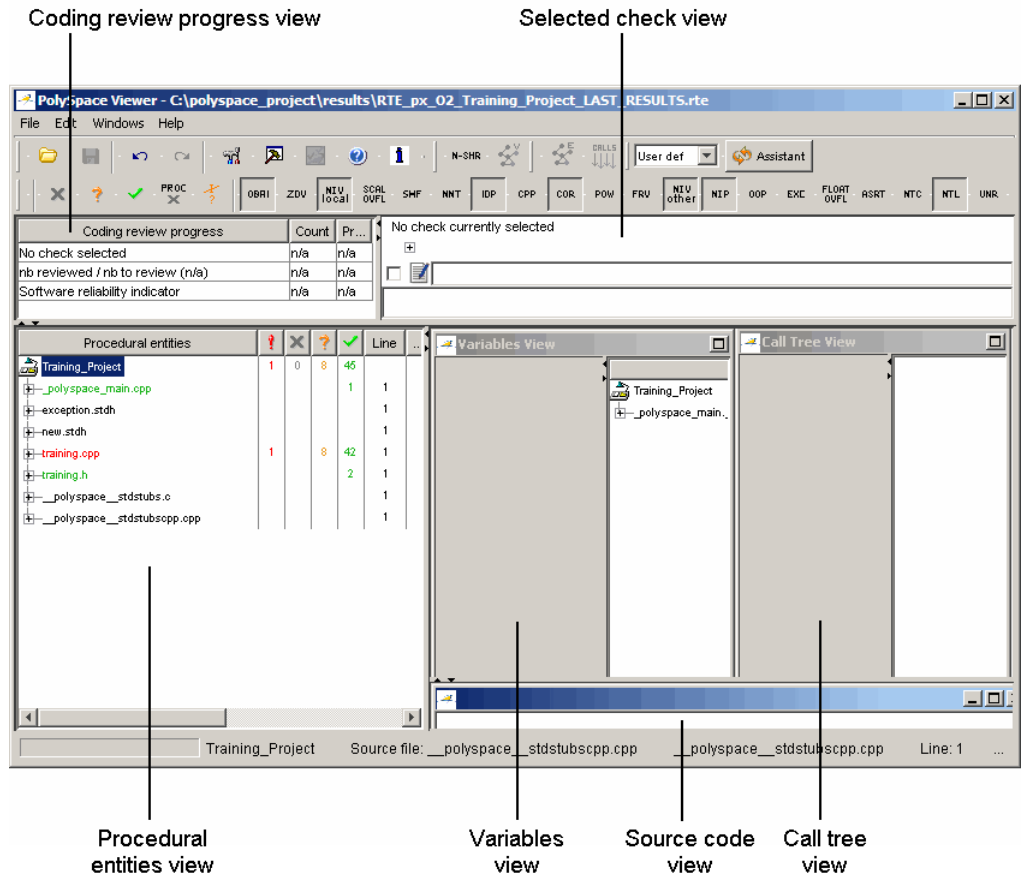 Coding review progress view
Selected check view
PolySpace Viewer - C:\polyspace_project\results\RTE_px_O2_Training_Project_LAST_RESULTS.rte
File Edit Windows Help
N-SHR V E CALLS User def Assistant
PROC OBAI ZDV NIV local SCAL OVFL SHF NNT IDP CPP COR POW FRV NIV other NIP OOP EXC FLOAT OVFL ASRT NTC NTL UNR
Coding review progress Count Pr...
No check selected n/a n/a
nb reviewed / nb to review (n/a) n/a n/a
Software reliability indicator n/a n/a
No check currently selected
Procedural entities ! ? Line ..
Training_Project 1 0 8 45
_polyspace_main.cpp 1 1
exception.stdh 1
new.stdh 1
training.cpp 1 8 42 1
training.h 2 1
__polyspace__stdstubs.c 1
__polyspace__stdstubscpp.cpp 1
Variables View
Training_Project
_polyspace_main._
Call Tree View
Training_Project Source file: __polyspace__stdstubscpp.cpp __polyspace__stdstubscpp.cpp Line: 1 ...
Procedural
entities view
Variables
view
Source code
view
Call tree
view